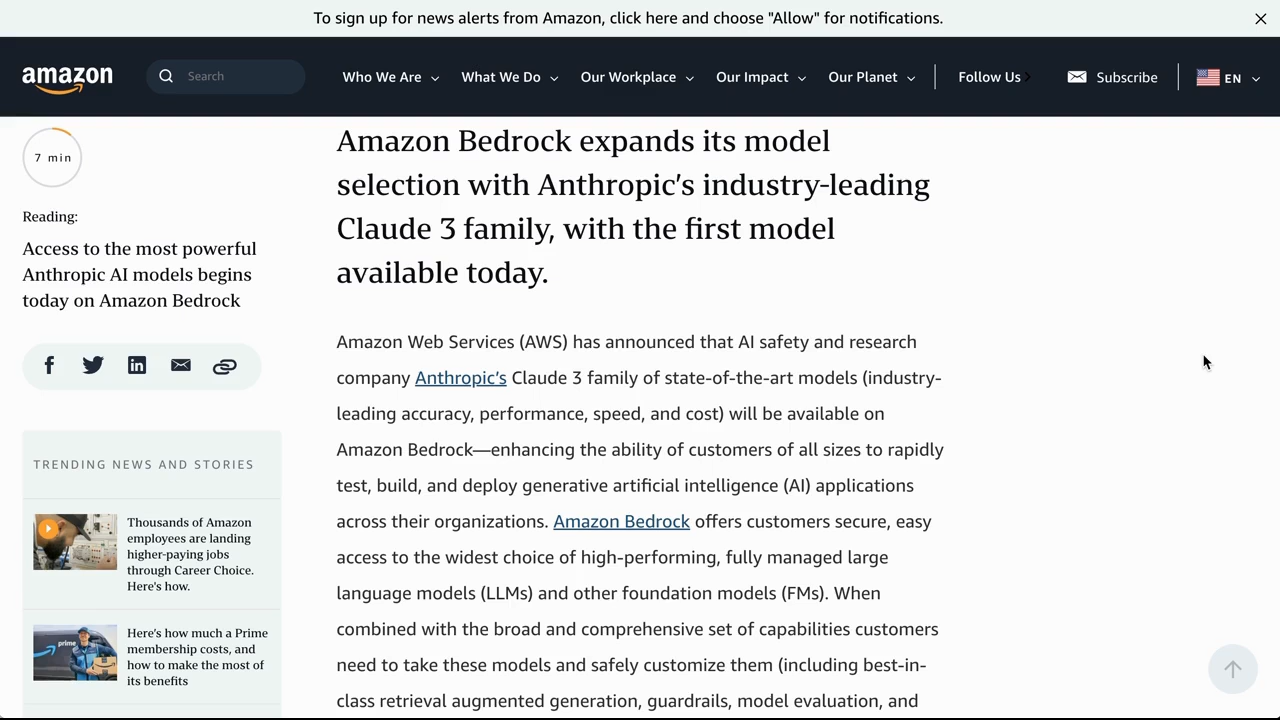 To sign up for news alerts from Amazon, click here and choose "Allow" for notifications.
amazon
Search
Who We Are
What We Do
Our Workplace
Our Impact
Our Planet
Follow Us
Subscribe
EN
7 min
Reading:
Access to the most powerful
Anthropic AI models begins
today on Amazon Bedrock
TRENDING NEWS AND STORIES
Thousands of Amazon
employees are landing
higher-paying jobs
through Career Choice.
Here's how.
prime
Here's how much a Prime
membership costs, and
how to make the most of
its benefits
Amazon Bedrock expands its model
selection with Anthropic's industry-leading
Claude 3 family, with the first model
available today.
Amazon Web Services (AWS) has announced that AI safety and research
company Anthropic's Claude 3 family of state-of-the-art models (industry-
leading accuracy, performance, speed, and cost) will be available on
Amazon Bedrock—enhancing the ability of customers of all sizes to rapidly
test, build, and deploy generative artificial intelligence (AI) applications
across their organizations. Amazon Bedrock offers customers secure, easy
access to the widest choice of high-performing, fully managed large
language models (LLMs) and other foundation models (FMs). When
combined with the broad and comprehensive set of capabilities customers
need to take these models and safely customize them (including best-in-
class retrieval augmented generation, guardrails, model evaluation, and